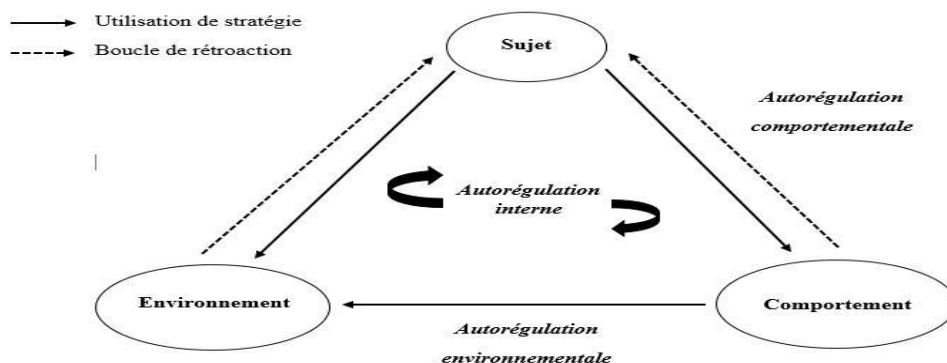 Utilisation de stratégie
Boucle de rétroaction
Sujet
Autorégulation
comportementale
Autorégulation
interne
Environnement
Comportement
Autorégulation
environnementale